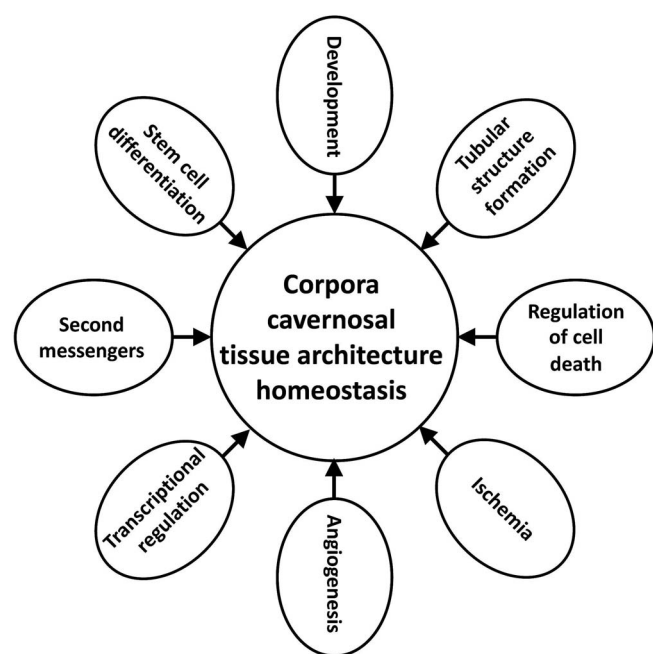 Development
Tubular
structure
formation
Regulation
of cell
death
Ischemia
Angiogenesis
Transcriptional
regulation
Second
messengers
Stem cell
differentiation
Corpora
cavernosal
tissue architecture
homeostasis